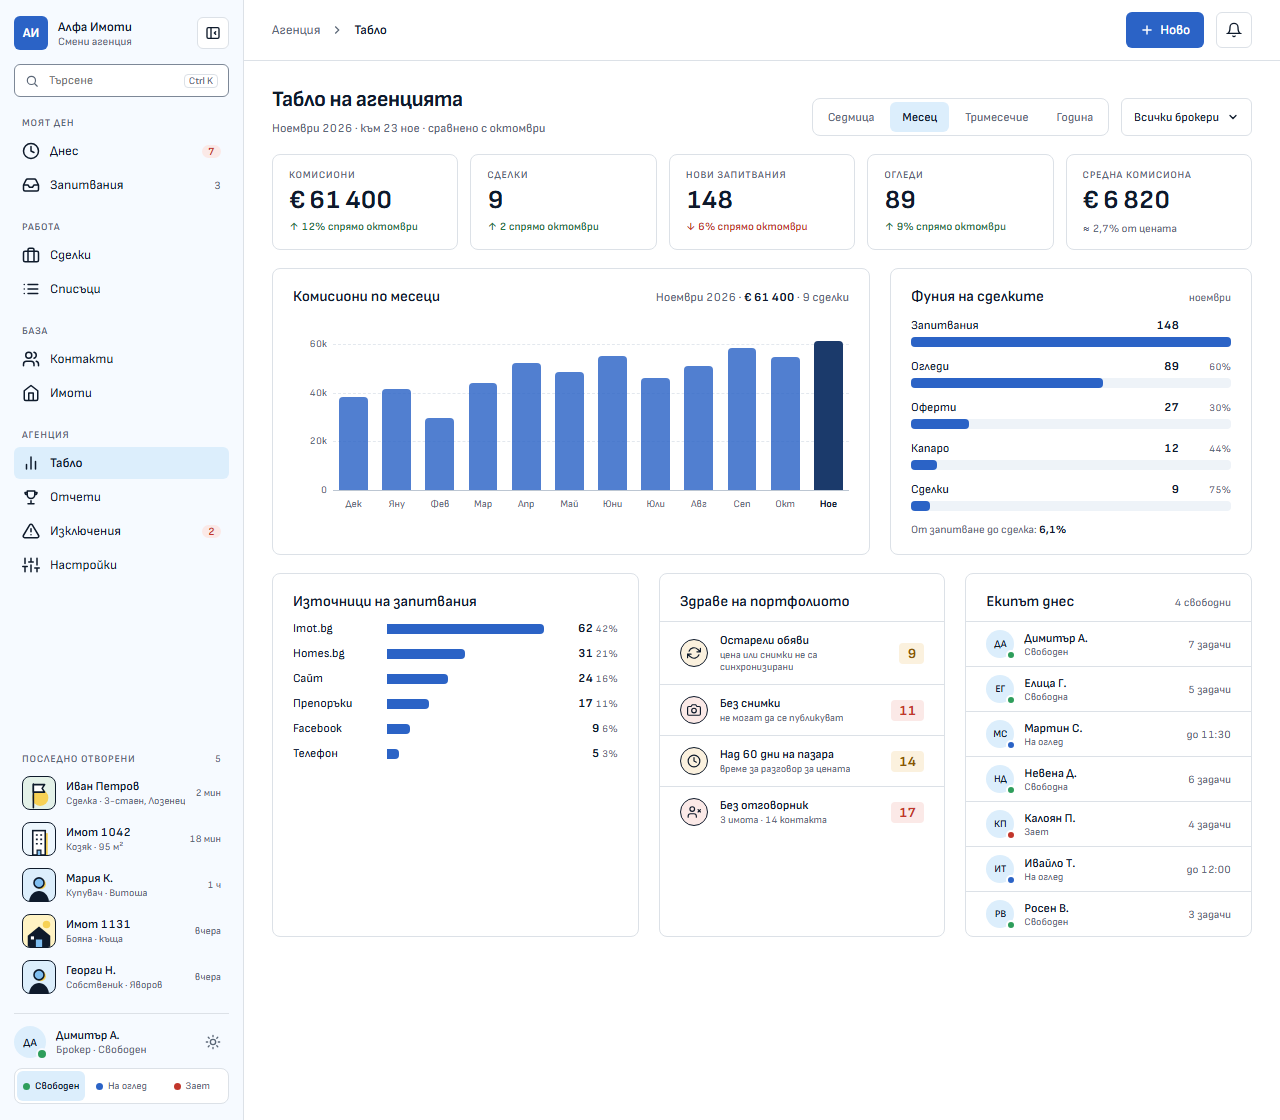 АИ
Алфа Имоти
Смени агенция
Търсене
Ctrl K
МОЯТ ДЕН
Днес
7
Запитвания
3
РАБОТА
Сделки
Списъци
БАЗА
Контакти
Имоти
АГЕНЦИЯ
Табло
Отчети
Изключения
2
Настройки
ПОСЛЕДНО ОТВОРЕНИ
5
Иван Петров
Сделка · 3-стаен, Лозенец
2 мин
Имот 1042
Козяк · 95 м²
18 мин
Мария К.
Купувач · Витоша
1 ч
Имот 1131
Бояна · къща
вчера
Георги Н.
Собственик · Яворов
вчера
ДА
Димитър А.
Брокер · Свободен
Свободен
На оглед
Зает
Агенция
Табло
Ново
Табло на агенцията
Ноември 2026 · към 23 ное · сравнено с октомври
Седмица
Месец
Тримесечие
Година
Всички брокери
КОМИСИОНИ
€ 61 400
↑ 12% спрямо октомври
СДЕЛКИ
9
↑ 2 спрямо октомври
НОВИ ЗАПИТВАНИЯ
148
↓ 6% спрямо октомври
ОГЛЕДИ
89
↑ 9% спрямо октомври
СРЕДНА КОМИСИОНА
€ 6 820
≈ 2,7% от цената
Комисиони по месеци
Ноември 2026 · € 61 400 · 9 сделки
60k
40k
20k
0
Дек
Яну
Фев
Мар
Апр
Май
Юни
Юли
Авг
Сеп
Окт
Ное
Фуния на сделките
ноември
Запитвания
148
Огледи
89
60%
Оферти
27
30%
Капаро
12
44%
Сделки
9
75%
От запитване до сделка: 6,1%
Източници на запитвания
Imot.bg
62 42%
Homes.bg
31 21%
Сайт
24 16%
Препоръки
17 11%
Facebook
9 6%
Телефон
5 3%
Здраве на портфолиото
Остарели обяви
цена или снимки не са
синхронизирани
9
Без снимки
не могат да се публикуват
11
Над 60 дни на пазара
време за разговор за цената
14
Без отговорник
3 имота · 14 контакта
17
Екипът днес
4 свободни
ДА
Димитър А.
Свободен
7 задачи
ЕГ
Елица Г.
Свободна
5 задачи
МС
Мартин С.
На оглед
до 11:30
НД
Невена Д.
Свободна
6 задачи
КП
Калоян П.
Зает
4 задачи
ИТ
Ивайло Т.
На оглед
до 12:00
РВ
Росен В.
Свободен
3 задачи